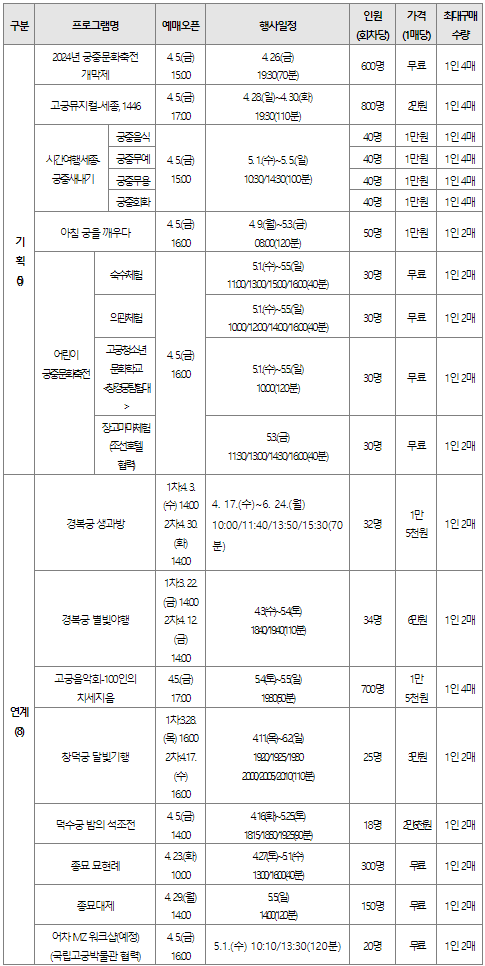 구분 프로그램명 예매오픈 행사일정 인원 (회차당) 가격 (1매당) 최대구매 수량
기획
2024년 궁중문화축전 개막제 4. 5.(금) 15:00 4. 26.(금) 19:30(70분) 600명 무료 1인 4매
고궁뮤지컬-세종, 1446 4. 5.(금) 17:00 4. 28.(일)~4. 30.(화) 19:30(110분) 800명 2만원 1인 4매
시간여행세종- 궁중새내기 4. 5.(금) 15:00 5. 1.(수)~5. 5.(일) 10:30/14:30(100분)
궁중음식 40명 1만원 1인 4매
궁중무예 40명 1만원 1인 4매
궁중무용 40명 1만원 1인 4매
궁중회화 40명 1만원 1인 4매
아침 궁을 깨우다 4. 5.(금) 16:00 4. 9.(월)~5.3.(금) 08:00(120분) 50명 1만원 1인 2매
어린이 궁중문화축전 4. 5.(금) 16:00
숙수체험 5.1.(수)~5.5.(일) 11:00/13:00/15:00/16:00(40분) 30명 무료 1인 2매
의관체험 5.1.(수)~5.5.(일) 10:00/12:00/14:00/16:00(40분) 30명 무료 1인 2매
고궁청소년 문화학교 <창경궁탐험대> 5.1.(수)~5.5.(일) 10:00(120분) 30명 무료 1인 2매
장고마마체험 (조선호텔 협력) 5.3.(금) 11:30/13:00/14:30/16:00(40분) 30명 무료 1인 2매
연계 (8)
경복궁 생과방 1차:4. 3.(수) 14:00 2차:4. 30.(화) 14:00 4. 17.(수)~6. 24.(월) 10:00/11:40/13:50/15:30(70분) 32명 1만 5천원 1인 2매
경복궁 별빛야행 1차:3. 22.(금) 14:00 2차:4. 12.(금) 14:00 4.3(수)~5.4(토) 18:40/19:40(110분) 34명 6만원 1인 2매
고궁음악회-100인의 치세지음 4.5.(금) 17:00 5.4(토)~5.5(일) 700명 1만 5천원 1인 4매
창덕궁 달빛기행 1차:3.28.(목) 16:00 2차:4.17.(수) 16:00 4.11(목)~6.2(일) 19:20/19:25/19:30 20:00/20:05/20:10(110분) 25명 3만원 1인 2매
덕수궁 밤의 석조전 4. 5.(금) 14:00 4.16(화)~5.25(토) 18:15/18:50/19:25(90분) 18명 1인 2매
종묘 묘현례 4. 23.(화) 10:00 4.27(토)~5.1(수) 13:00/16:00(40분) 300명 무료 1인 2매
종묘대제 4. 29.(월) 14:00 5.5(일) 14:00(120분) 150명 무료 1인 2매
어차 MZ 워크샵(예정) (국립고궁박물관 협력) 4. 5.(금) 16:00 5.1.(수) 10:10/13:30(120분) 20명 무료 1인 2매